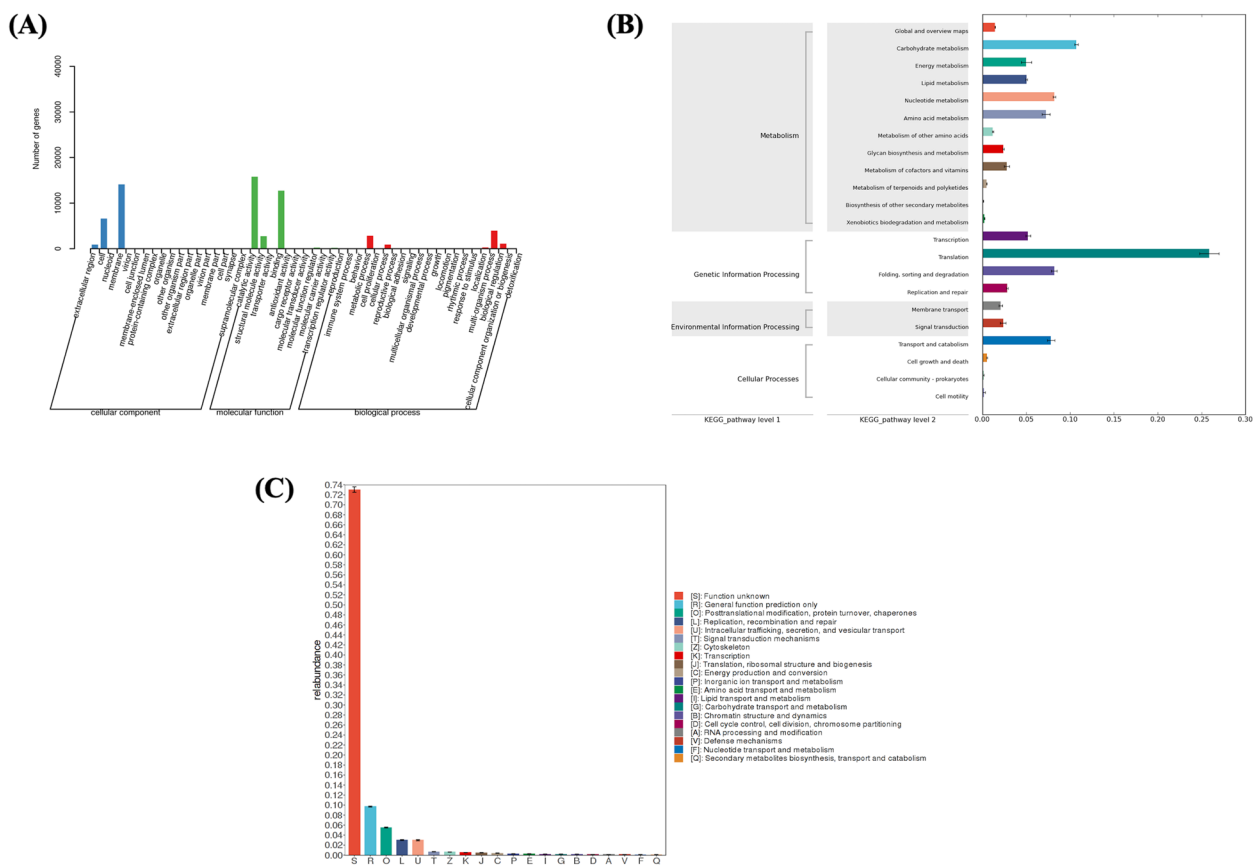 (A)
40000
30000
20000
10000
0
Number of genes
extracellular region
cell
nucleoid
membrane
virion
cell junction
membrane-enclosed lumen
protein-containing complex
organelle
other organism
other organism part
extracellular region part
organelle part
virion part
membrane part
cell part
synapse
supramolecular complex
catalytic activity
structural molecule activity
transporter activity
binding
antioxidant activity
cargo receptor activity
molecular transducer activity
molecular function regulator
molecular carrier activity
transcription regulator activity
reproduction
immune system process
behavior
metabolic process
cell proliferation
cellular process
reproductive process
biological adhesion
signaling
multicellular organismal process
developmental process
growth
locomotion
pigmentation
rhythmic process
response to stimulus
localization
multi-organism process
biological regulation
cellular component organization or biogenesis
detoxification
cellular component
molecular function
biological process
(B)
Metabolism
Genetic Information Processing
Environmental Information Processing
Cellular Processes
KEGG_pathway level 1
Global and overview maps
Carbohydrate metabolism
Energy metabolism
Lipid metabolism
Nucleotide metabolism
Amino acid metabolism
Metabolism of other amino acids
Glycan biosynthesis and metabolism
Metabolism of cofactors and vitamins
Metabolism of terpenoids and polyketides
Biosynthesis of other secondary metabolites
Xenobiotics biodegradation and metabolism
Transcription
Translation
Folding, sorting and degradation
Replication and repair
Membrane transport
Signal transduction
Transport and catabolism
Cell growth and death
Cellular community - prokaryotes
Cell motility
KEGG_pathway level 2
0.00 0.05 0.10 0.15 0.20 0.25 0.30
(C)
0.74
0.72
0.70
0.68
0.66
0.64
0.62
0.60
0.58
0.56
0.54
0.52
0.50
0.48
0.46
0.44
0.42
0.40
0.38
0.36
0.34
0.32
0.30
0.28
0.26
0.24
0.22
0.20
0.18
0.16
0.14
0.12
0.10
0.08
0.06
0.04
0.02
0.00
relabundance
S R O L U T Z K J C P E I G B D A V F Q
[S]: Function unknown
[R]: General function prediction only
[O]: Posttranslational modification, protein turnover, chaperones
[L]: Replication, recombination and repair
[U]: Intracellular trafficking, secretion, and vesicular transport
[T]: Signal transduction mechanisms
[Z]: Cytoskeleton
[K]: Transcription
[J]: Translation, ribosomal structure and biogenesis
[C]: Energy production and conversion
[P]: Inorganic ion transport and metabolism
[E]: Amino acid transport and metabolism
[I]: Lipid transport and metabolism
[G]: Carbohydrate transport and metabolism
[B]: Chromatin structure and dynamics
[D]: Cell cycle control, cell division, chromosome partitioning
[A]: RNA processing and modification
[V]: Defense mechanisms
[F]: Nucleotide transport and metabolism
[Q]: Secondary metabolites biosynthesis, transport and catabolism